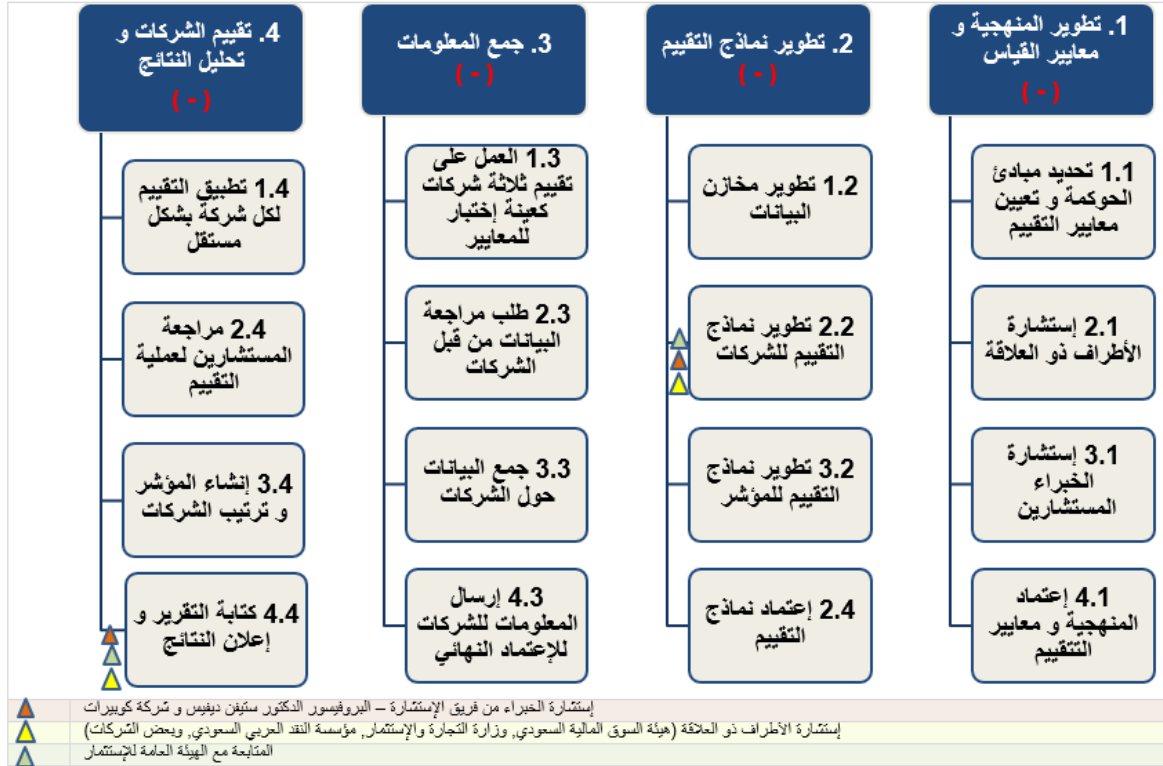 1. تطوير المنهجية و
معايير القياس
( - )
1.1 تحديد مبادئ
الحوكمة و تعيين
معايير التقييم
2.1 إستشارة
الأطراف ذو العلاقة
3.1 إستشارة
الخبراء
المستشارين
4.1 إعتماد
المنهجية و معايير
التتقييم
2. تطوير نماذج التقييم
( - )
1.2 تطوير مخازن
البيانات
2.2 تطوير نماذج
التقييم للشركات
3.2 تطوير نماذج
التقييم للمؤشر
2.4 إعتماد نماذج
التقييم
3. جمع المعلومات
( - )
1.3 العمل على
تقييم ثلاثة شركات
كعينة إختبار
للمعايير
2.3 طلب مراجعة
البيانات من قبل
الشركات
3.3 جمع البيانات
حول الشركات
4.3 إرسال
المعلومات للشركات
للإعتماد النهائي
4. تقييم الشركات و
تحليل النتائج
( - )
1.4 تطبيق التقييم
لكل شركة بشكل
مستقل
2.4 مراجعة
المستشارين لعملية
التقييم
3.4 إنشاء المؤشر
و ترتيب الشركات
4.4 كتابة التقرير و
إعلان النتائج
إستشارة الخبراء من فريق الإستشارة – البروفيسور الدكتور ستيفن ديفيس و شركة كوبيرات
إستشارة الأطراف ذو العلاقة (هيئة السوق المالية السعودي, وزارة التجارة والإستثمار, مؤسسة النقد العربي السعودي, وبعض الشركات)
المتابعة مع الهيئة العامة للإستثمار